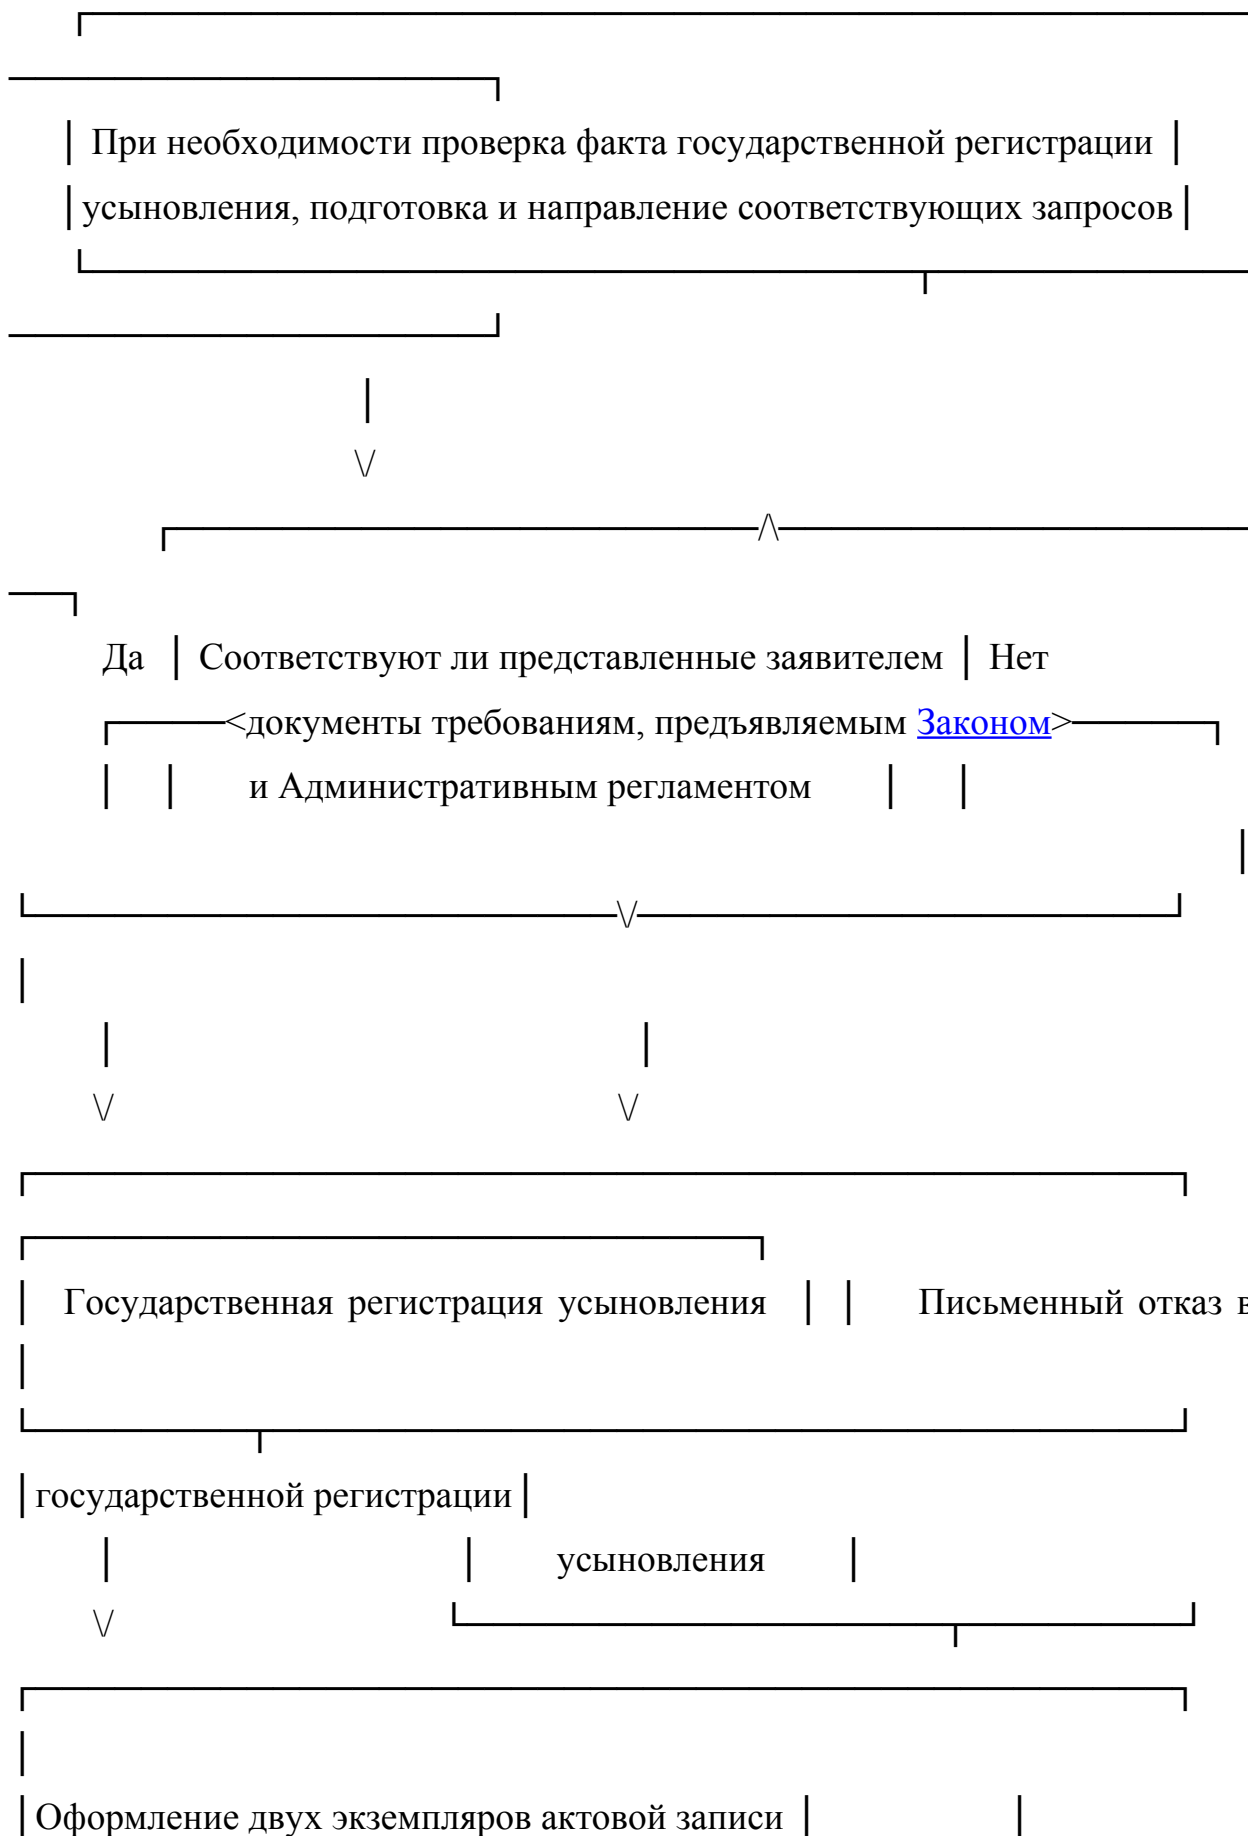 При необходимости проверка факта государственной регистрации
усыновления, подготовка и направление соответствующих запросов
Да Соответствуют ли представленные заявителем Нет
<документы требованиям, предъявляемым Законом>
и Административным регламентом
Государственная регистрация усыновления Письменный отказ в
государственной регистрации
усыновления
Оформление двух экземпляров актовой записи